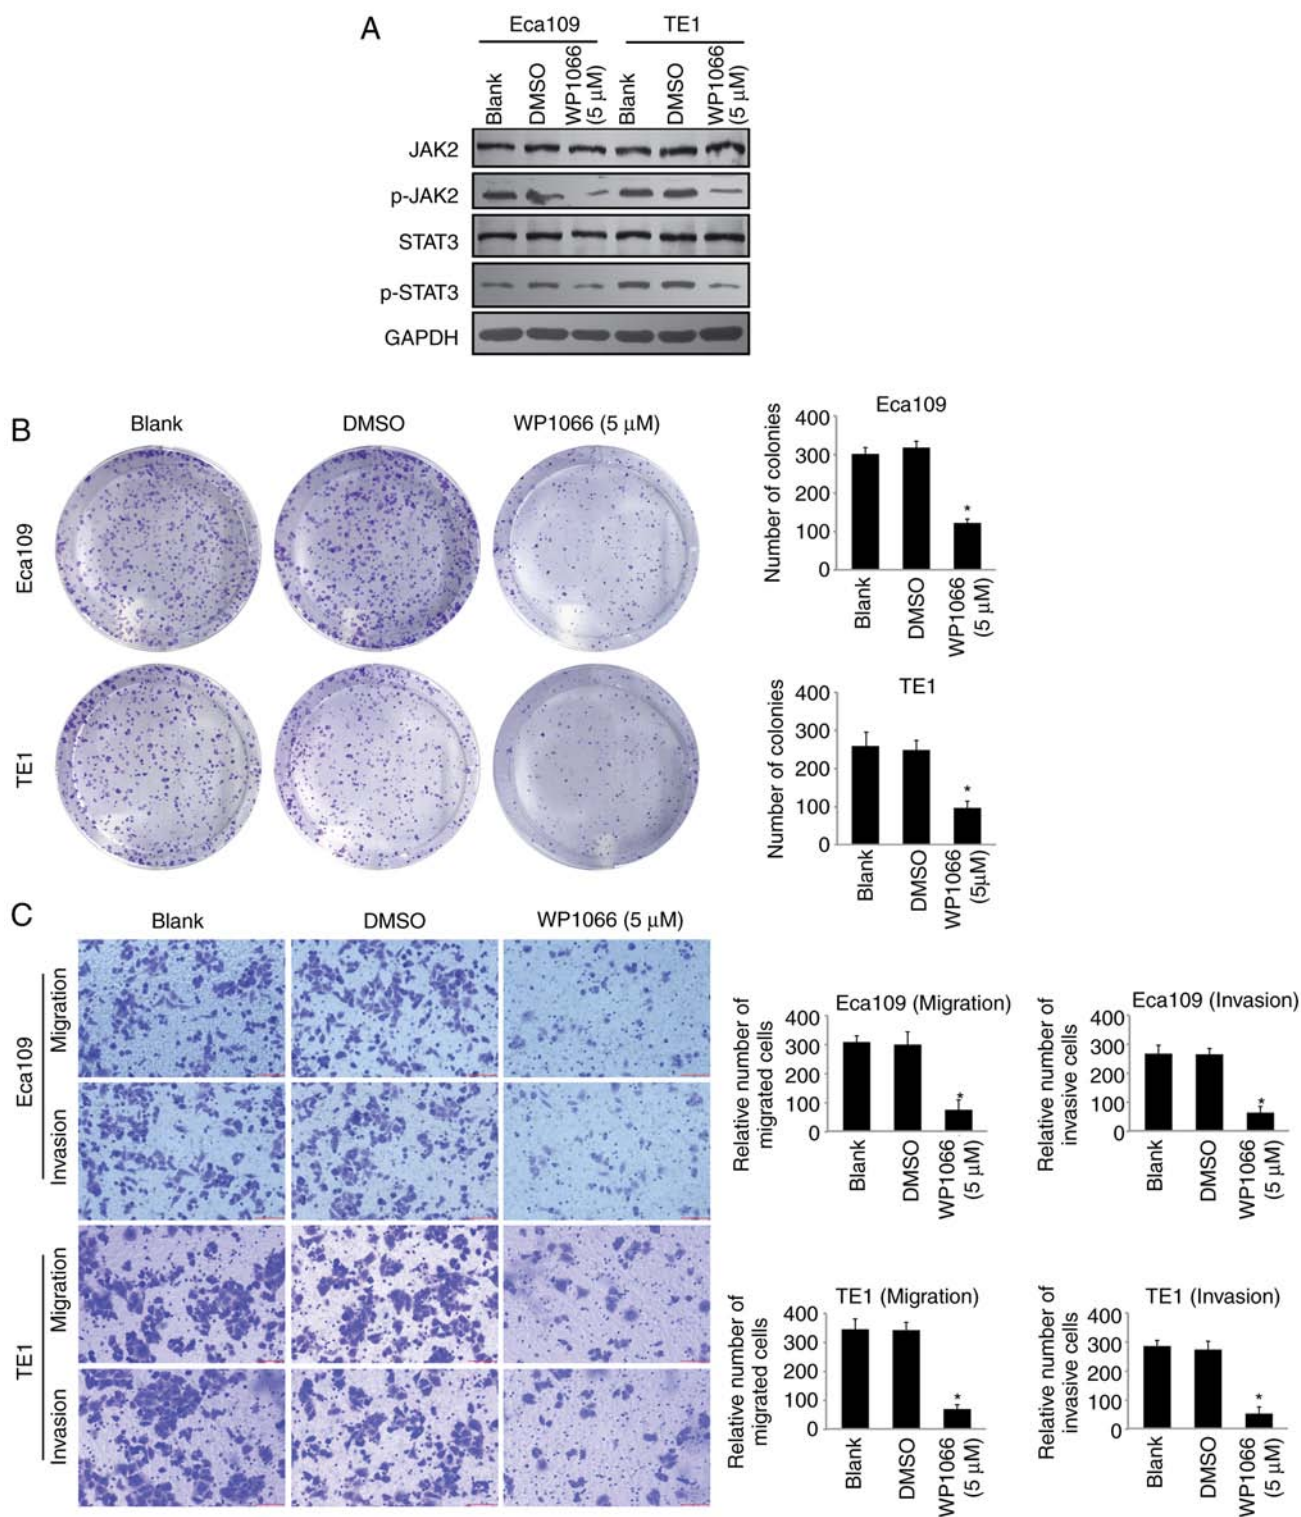 A
Eca109 TE1
Blank DMSO WP1066 (5 µM) Blank DMSO WP1066 (5 µM)
JAK2
p-JAK2
STAT3
p-STAT3
GAPDH
B
Blank DMSO WP1066 (5 µM)
Eca109
TE1
Eca109
Number of colonies
400
300
200
100
0
Blank DMSO WP1066 (5 µM)
*
TE1
Number of colonies
400
300
200
100
0
Blank DMSO WP1066 (5µM)
*
C
Blank DMSO WP1066 (5 µM)
Eca109
Migration
Invasion
TE1
Migration
Invasion
Eca109 (Migration)
Relative number of
migrated cells
400
300
200
100
0
Blank DMSO WP1066 (5 µM)
*
Eca109 (Invasion)
Relative number of
invasive cells
400
300
200
100
0
Blank DMSO WP1066 (5 µM)
*
TE1 (Migration)
Relative number of
migrated cells
400
300
200
100
0
Blank DMSO WP1066 (5 µM)
*
TE1 (Invasion)
Relative number of
invasive cells
400
300
200
100
0
Blank DMSO WP1066 (5 µM)
*